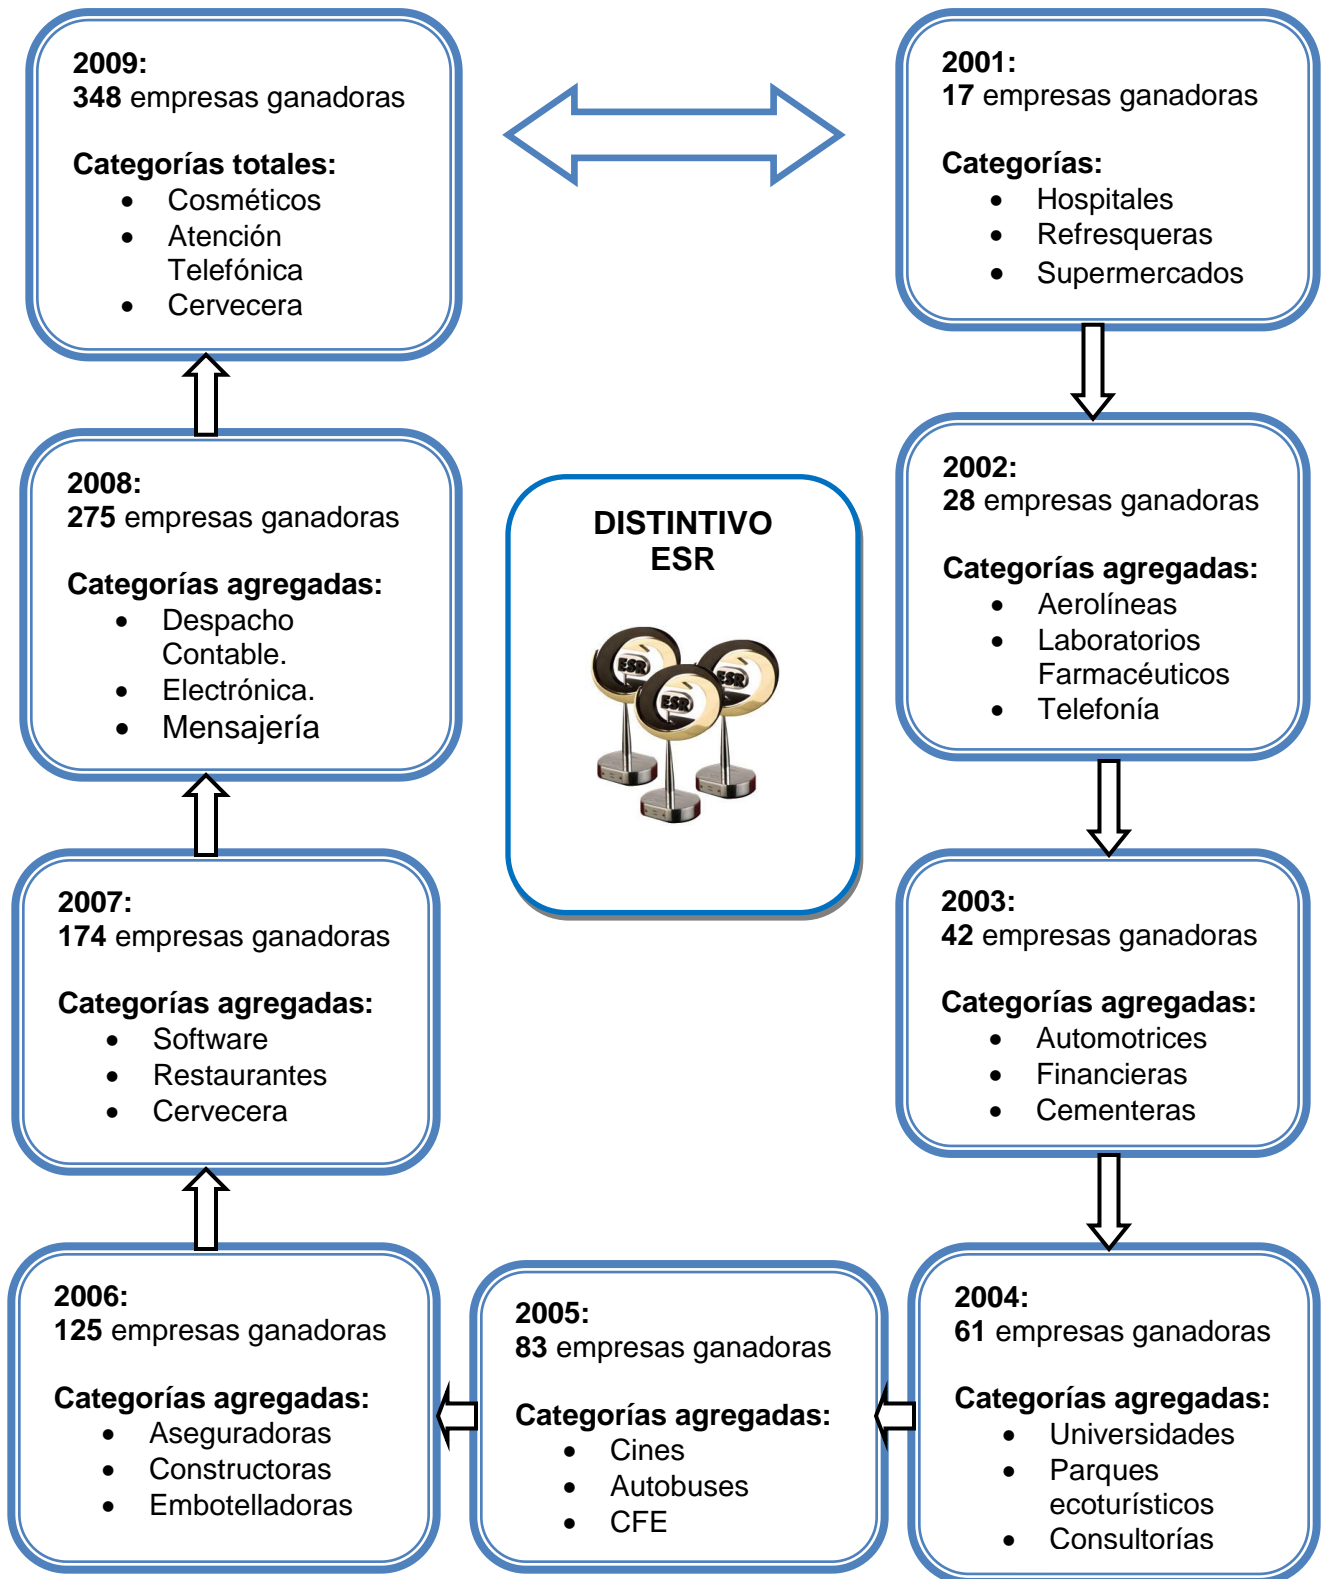 2009:
348 empresas ganadoras
Categorías totales:
• Cosméticos
• Atención
Telefónica
• Cervecera
2001:
17 empresas ganadoras
Categorías:
• Hospitales
• Refresqueras
• Supermercados
2008:
275 empresas ganadoras
Categorías agregadas:
• Despacho
Contable.
• Electrónica.
• Mensajería
DISTINTIVO
ESR
ESR
ESR
ESR
2002:
28 empresas ganadoras
Categorías agregadas:
• Aerolíneas
• Laboratorios
Farmacéuticos
• Telefonía
2007:
174 empresas ganadoras
Categorías agregadas:
• Software
• Restaurantes
• Cervecera
2003:
42 empresas ganadoras
Categorías agregadas:
• Automotrices
• Financieras
• Cementeras
2006:
125 empresas ganadoras
Categorías agregadas:
• Aseguradoras
• Constructoras
• Embotelladoras
2005:
83 empresas ganadoras
Categorías agregadas:
• Cines
• Autobuses
• CFE
2004:
61 empresas ganadoras
Categorías agregadas:
• Universidades
• Parques
ecoturísticos
• Consultorías